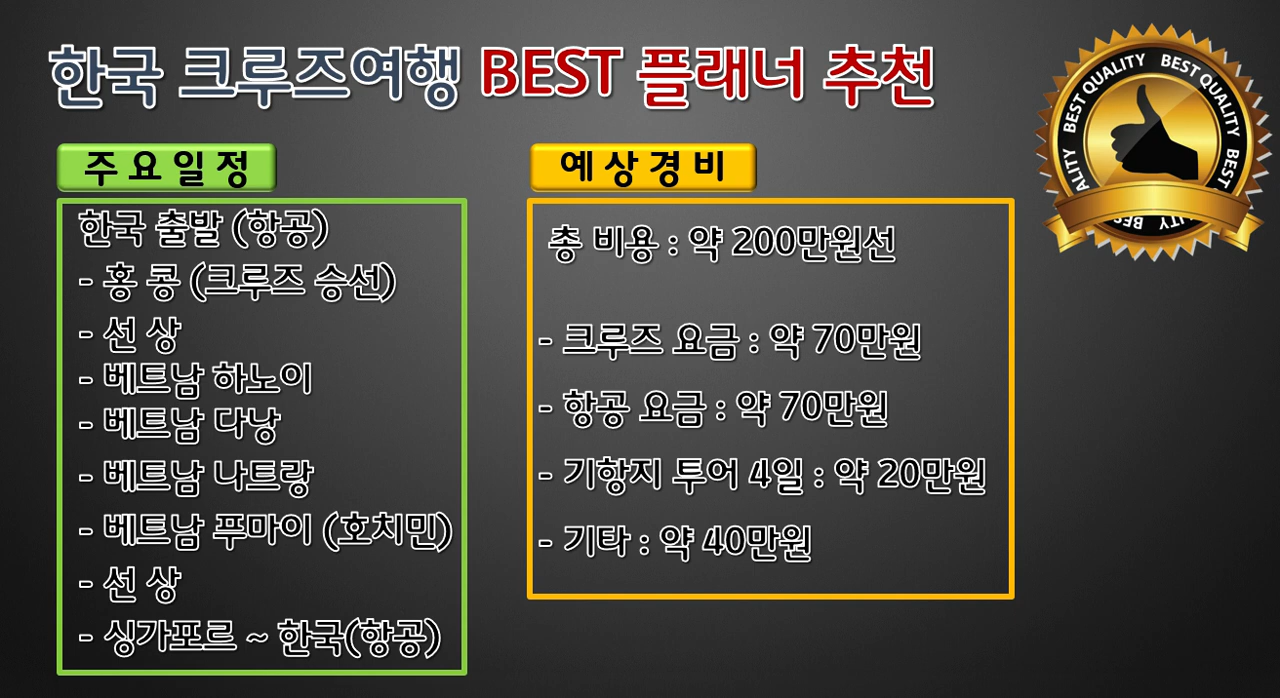 한국 크루즈여행 BEST 플래너 추천
BEST QUALITY BEST QUALITY BEST QUALITY BEST QUALITY
주 요 일 정
한국 출발 (항공)
- 홍 콩 (크루즈 승선)
- 선 상
- 베트남 하노이
- 베트남 다낭
- 베트남 나트랑
- 베트남 푸마이 (호치민)
- 선 상
- 싱가포르 ~ 한국(항공)
예 상 경 비
총 비용 : 약 200만원선
- 크루즈 요금 : 약 70만원
- 항공 요금 : 약 70만원
- 기항지 투어 4일 : 약 20만원
- 기타 : 약 40만원